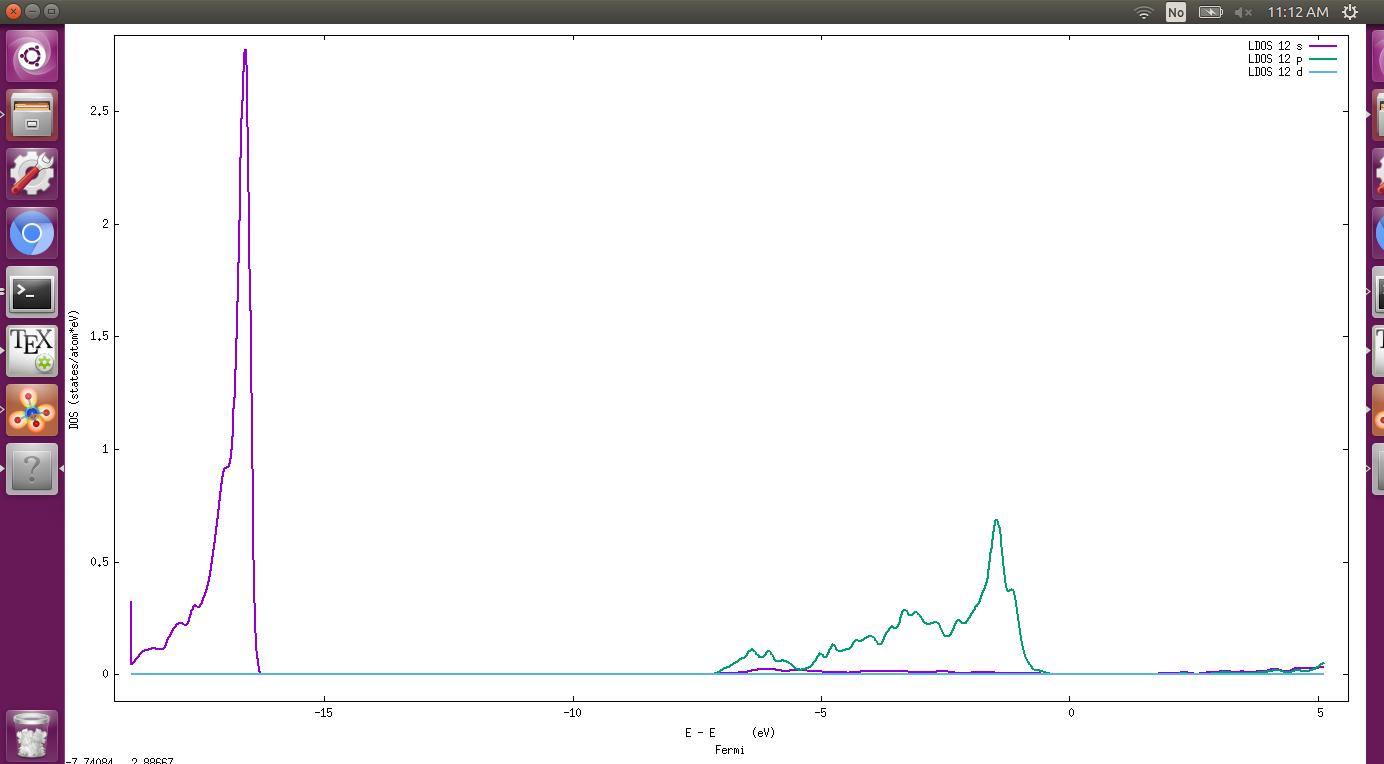 No
11:12 AM
LDOS 12 s
LDOS 12 p
LDOS 12 d
2.5
2
1.5
1
0.5
0
DOS (states/atom*eV)
-15
-10
-5
0
5
E - E (eV)
Fermi
TEX
>_
?
-7.74084 2.88667